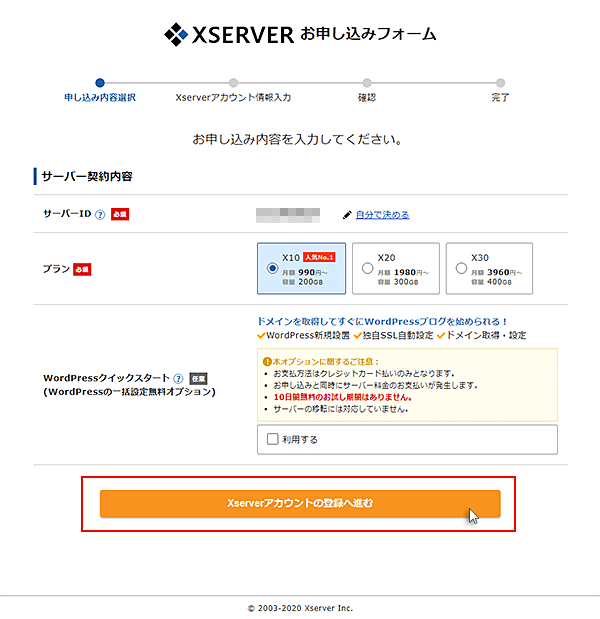 XSERVER お申し込みフォーム
申し込み内容選択
Xserverアカウント情報入力
確認
完了
お申し込み内容を入力してください。
サーバー契約内容
サーバーID ? 必須
自分で決める
プラン 必須
X10 人気No.1
月額 990円～
容量 200GB
X20
月額 1980円～
容量 300GB
X30
月額 3960円～
容量 400GB
WordPressクイックスタート ? 任意
(WordPressの一括設定無料オプション)
ドメインを取得してすぐにWordPressブログを始められる！
WordPress新規設置 独自SSL自動設定 ドメイン取得・設定
本オプションに関するご注意：
・お支払方法はクレジットカード払いのみとなります。
・お申し込みと同時にサーバー料金のお支払いが発生します。
・10日間無料のお試し期間はありません。
・サーバーの移転には対応していません。
利用する
Xserverアカウントの登録へ進む
© 2003-2020 Xserver Inc.